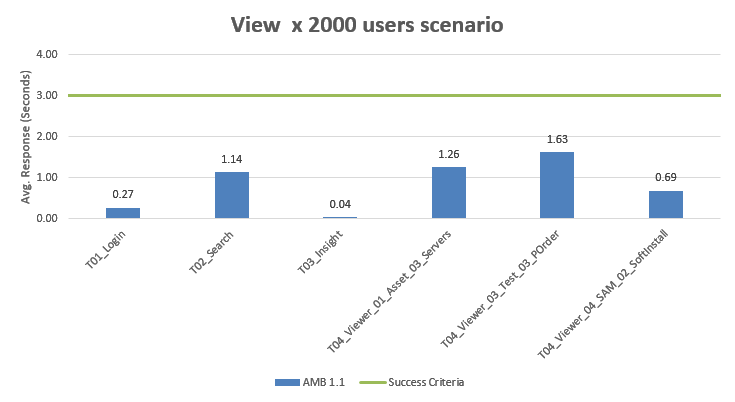 View x 2000 users scenario
Avg. Response (Seconds)
4.00
3.00
2.00
1.00
0.00
0.27
1.14
0.04
1.26
1.63
0.69
T01_Login
T02_Search
T03_Insight
T04_Viewer_01_Asset_03_Servers
T04_Viewer_03_Test_03_POrder
T04_Viewer_04_SAM_02_SoftInstall
AMB 1.1
Success Criteria